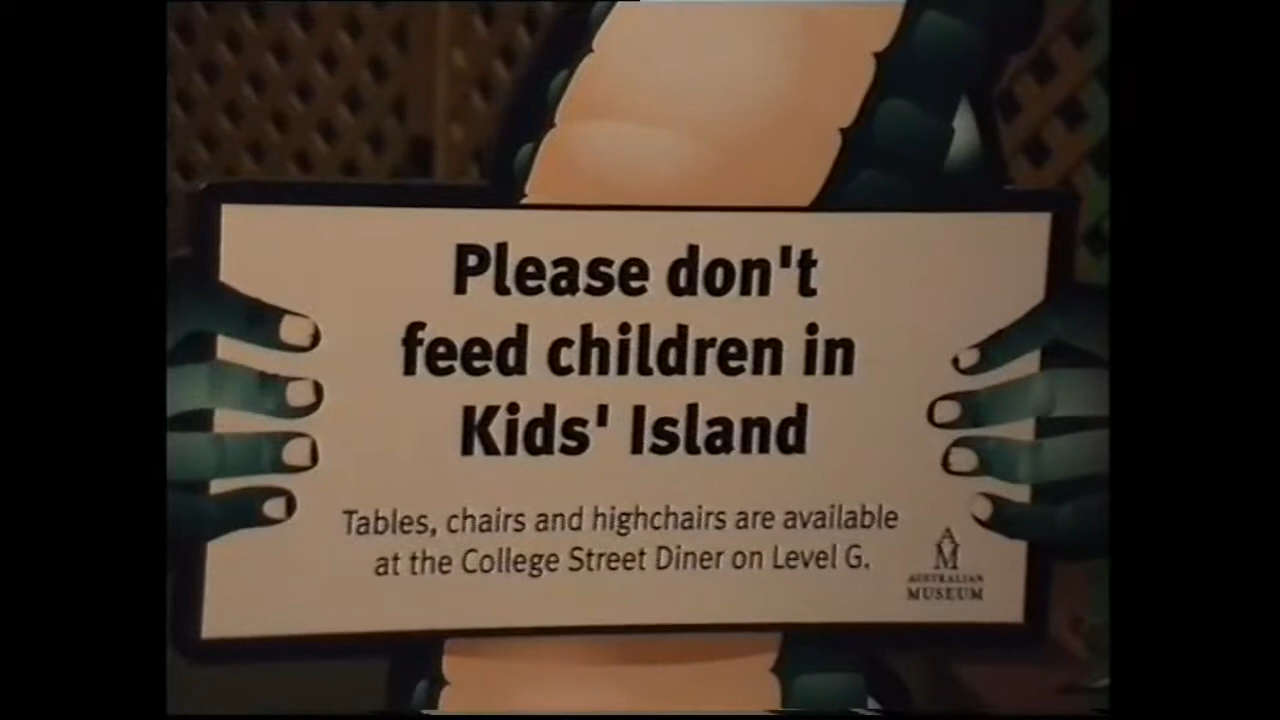 Please don't
feed children in
Kids' Island
Tables, chairs and highchairs are available
at the College Street Diner on Level G.
AM
AUSTRALIAN
MUSEUM